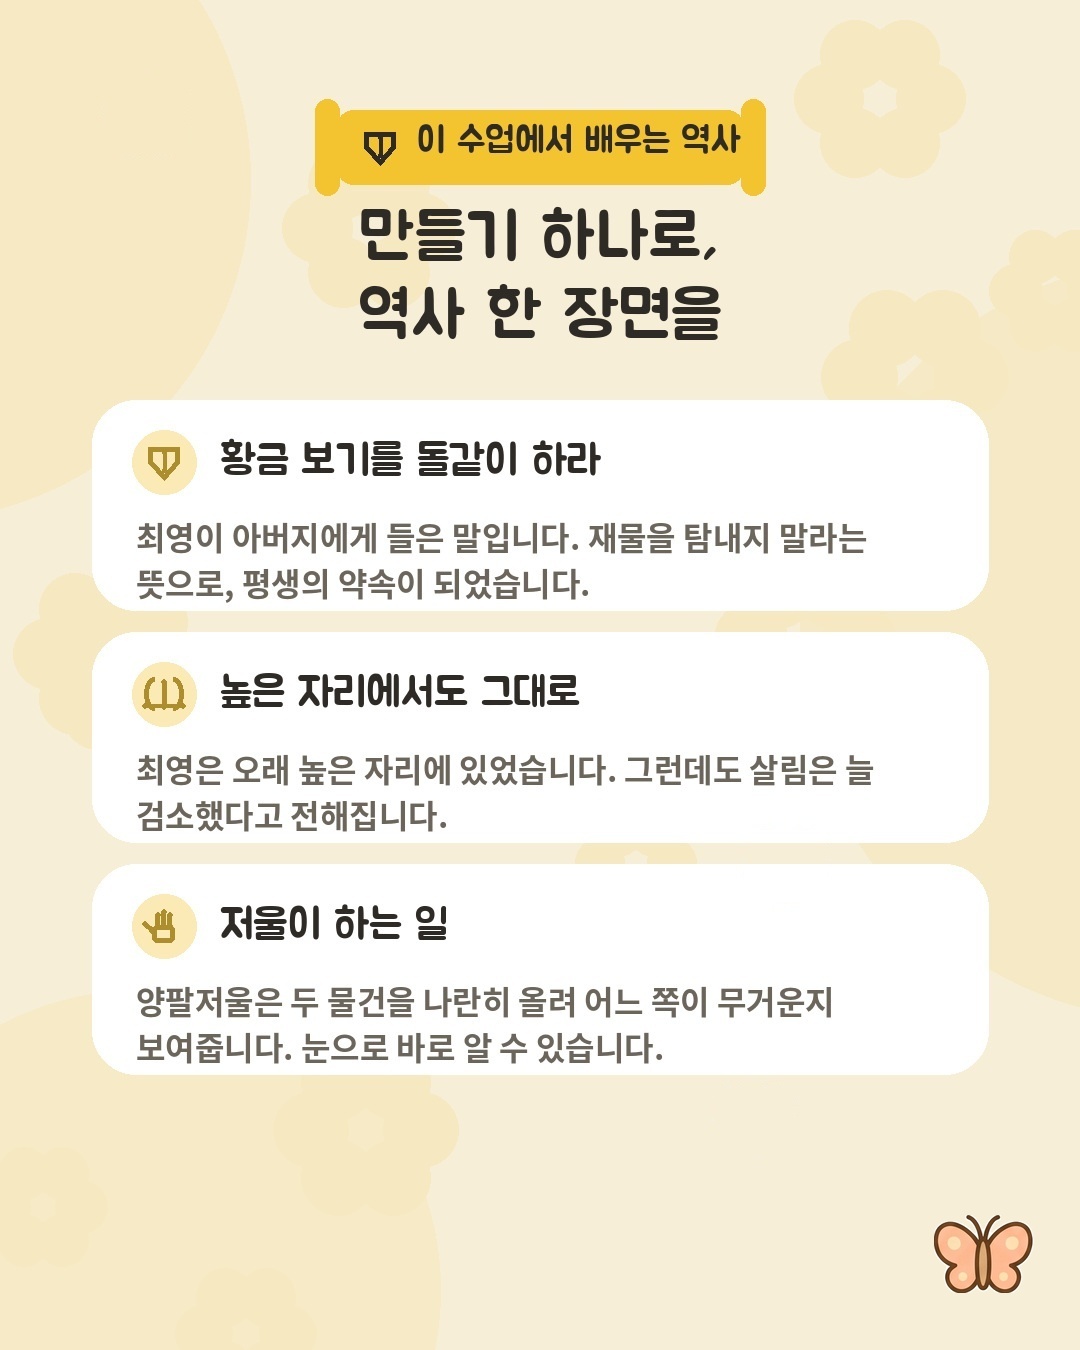 이 수업에서 배우는 역사
만들기 하나로,
역사 한 장면을
황금 보기를 돌같이 하라
최영이 아버지에게 들은 말입니다. 재물을 탐내지 말라는
뜻으로, 평생의 약속이 되었습니다.
높은 자리에서도 그대로
최영은 오래 높은 자리에 있었습니다. 그런데도 살림은 늘
검소했다고 전해집니다.
저울이 하는 일
양팔저울은 두 물건을 나란히 올려 어느 쪽이 무거운지
보여줍니다. 눈으로 바로 알 수 있습니다.